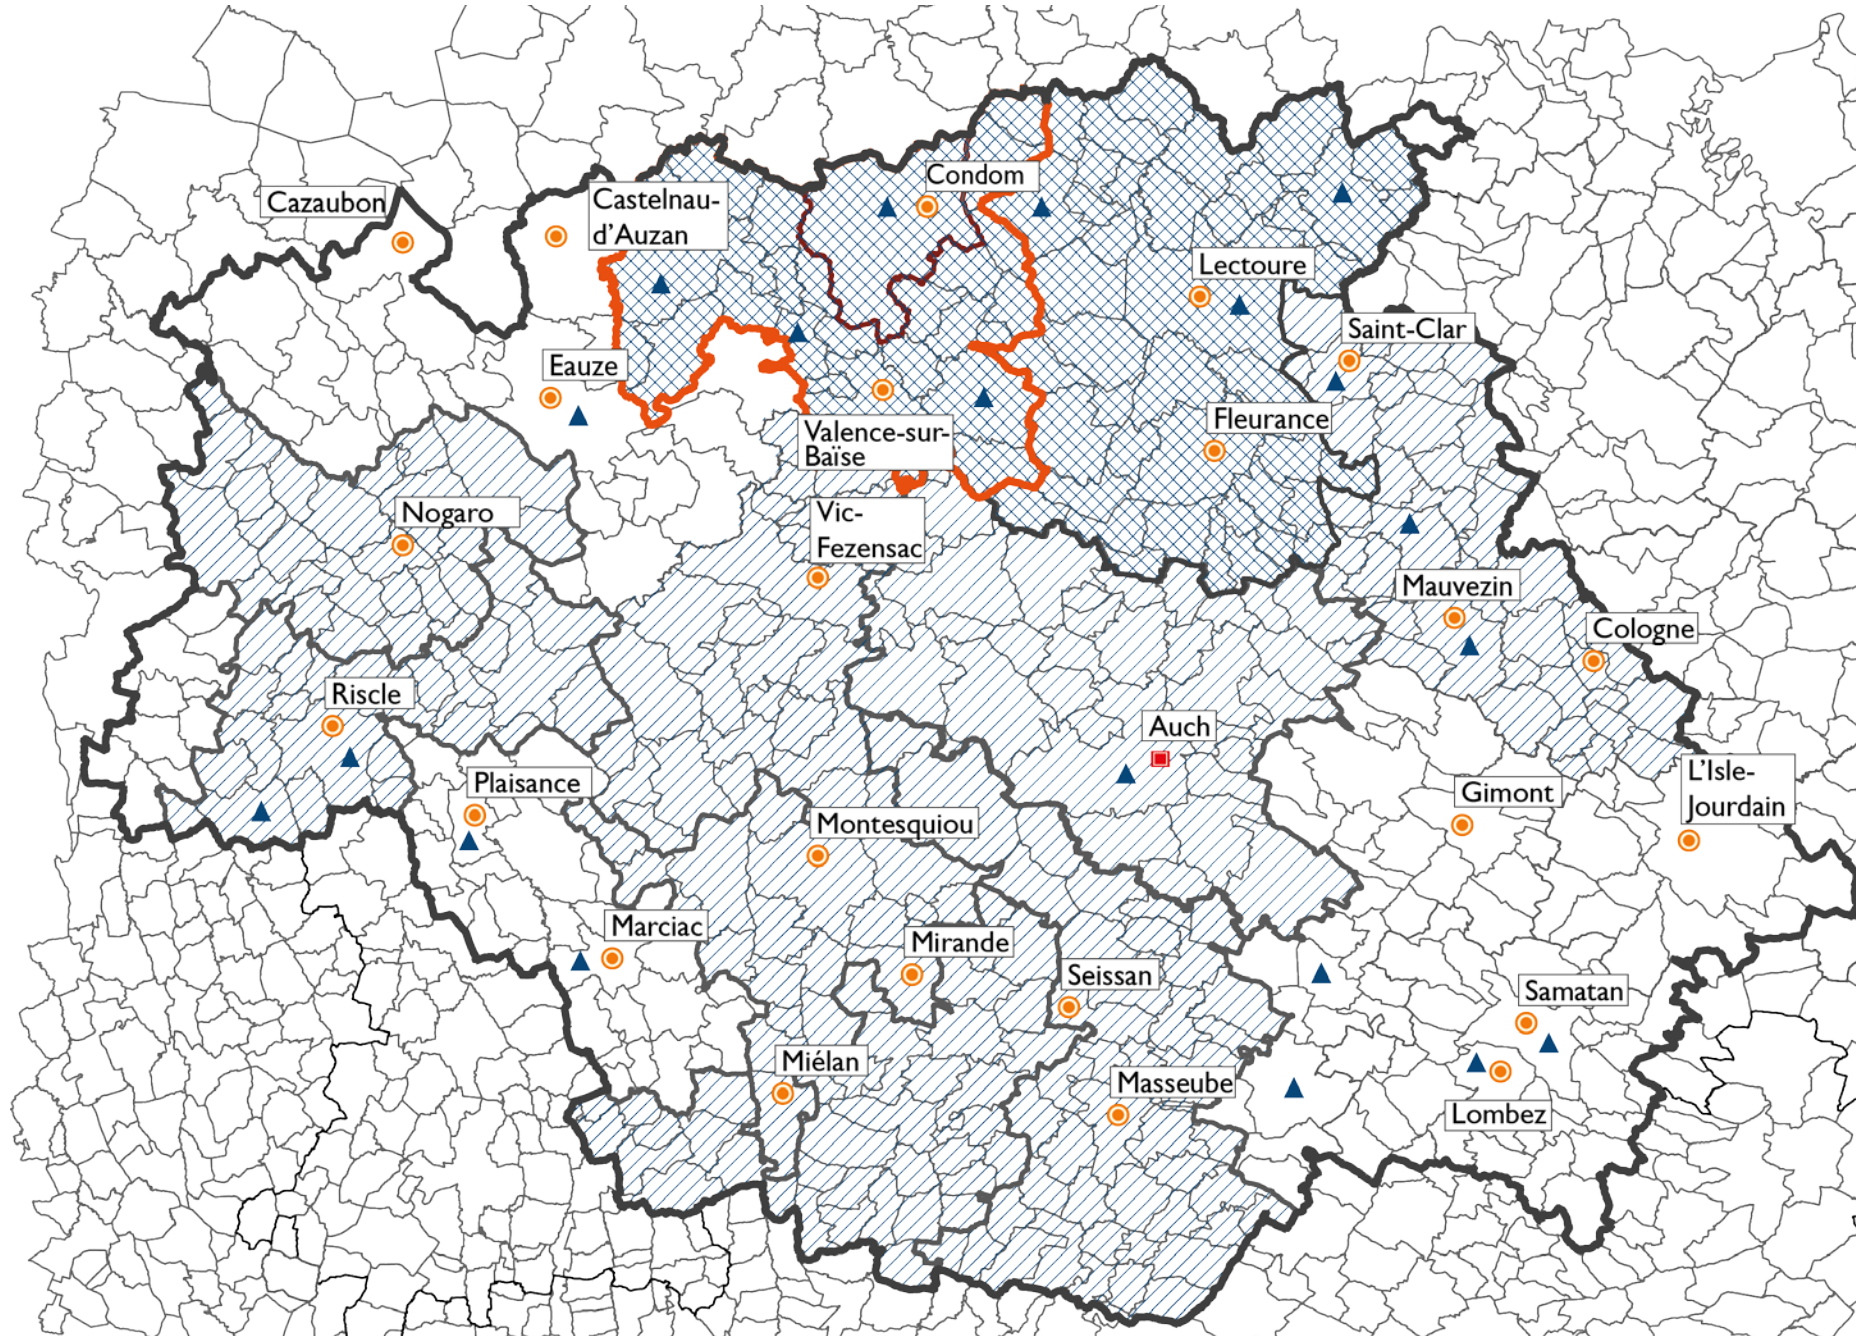 Condom
Cazaubon
Castelnau-
d'Auzan
Lectoure
Saint-Clar
Eauze
Fleurance
Valence-sur-
Baïse
Nogaro
Vic-
Fezensac
Mauvezin
Cologne
Riscle
Auch
Plaisance
L'Isle-
Jourdain
Gimont
Montesquiou
Marciac
Mirande
Seissan
Samatan
Miélan
Masseube
Lombez